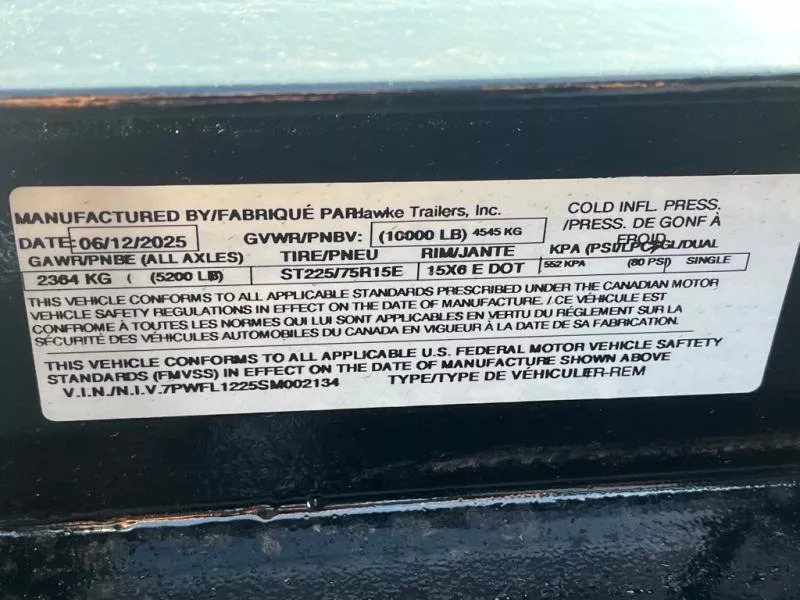 MANUFACTURED BY/FABRIQUÉ PAR Hawke Trailers, Inc.
COLD INFL. PRESS.
/PRESS. DE GONF À
FROID
DATE: 06/12/2025 GVWR/PNBV: (10000 LB) 4545 KG
GAWR/PNBE (ALL AXLES) TIRE/PNEU RIM/JANTE KPA (PSI/LPC) SGL/DUAL
2364 KG ( (5200 LB) ST225/75R15E 15X6 E DOT 552 KPA (80 PSI) SINGLE
THIS VEHICLE CONFORMS TO ALL APPLICABLE STANDARDS PRESCRIBED UNDER THE CANADIAN MOTOR
VEHICLE SAFETY REGULATIONS IN EFFECT ON THE DATE OF MANUFACTURE. / CE VÉHICULE EST
CONFROME À TOUTES LES NORMES QUI LUI SONT APPLICABLES EN VERTU DU RÉGLEMENT SUR LA
SÉCURITÉ DES VÉHICULES AUTOMOBILES DU CANADA EN VIGUEUR À LA DATE DE SA FABRICATION.
THIS VEHICLE CONFORMS TO ALL APPLICABLE U.S. FEDERAL MOTOR VEHICLE SAFETY
STANDARDS (FMVSS) IN EFFECT ON THE DATE OF MANUFACTURE SHOWN ABOVE
V.I.N./N.I.V.7PWFL1225SM002134 TYPE/TYPE DE VÉHICULE: TR-REM